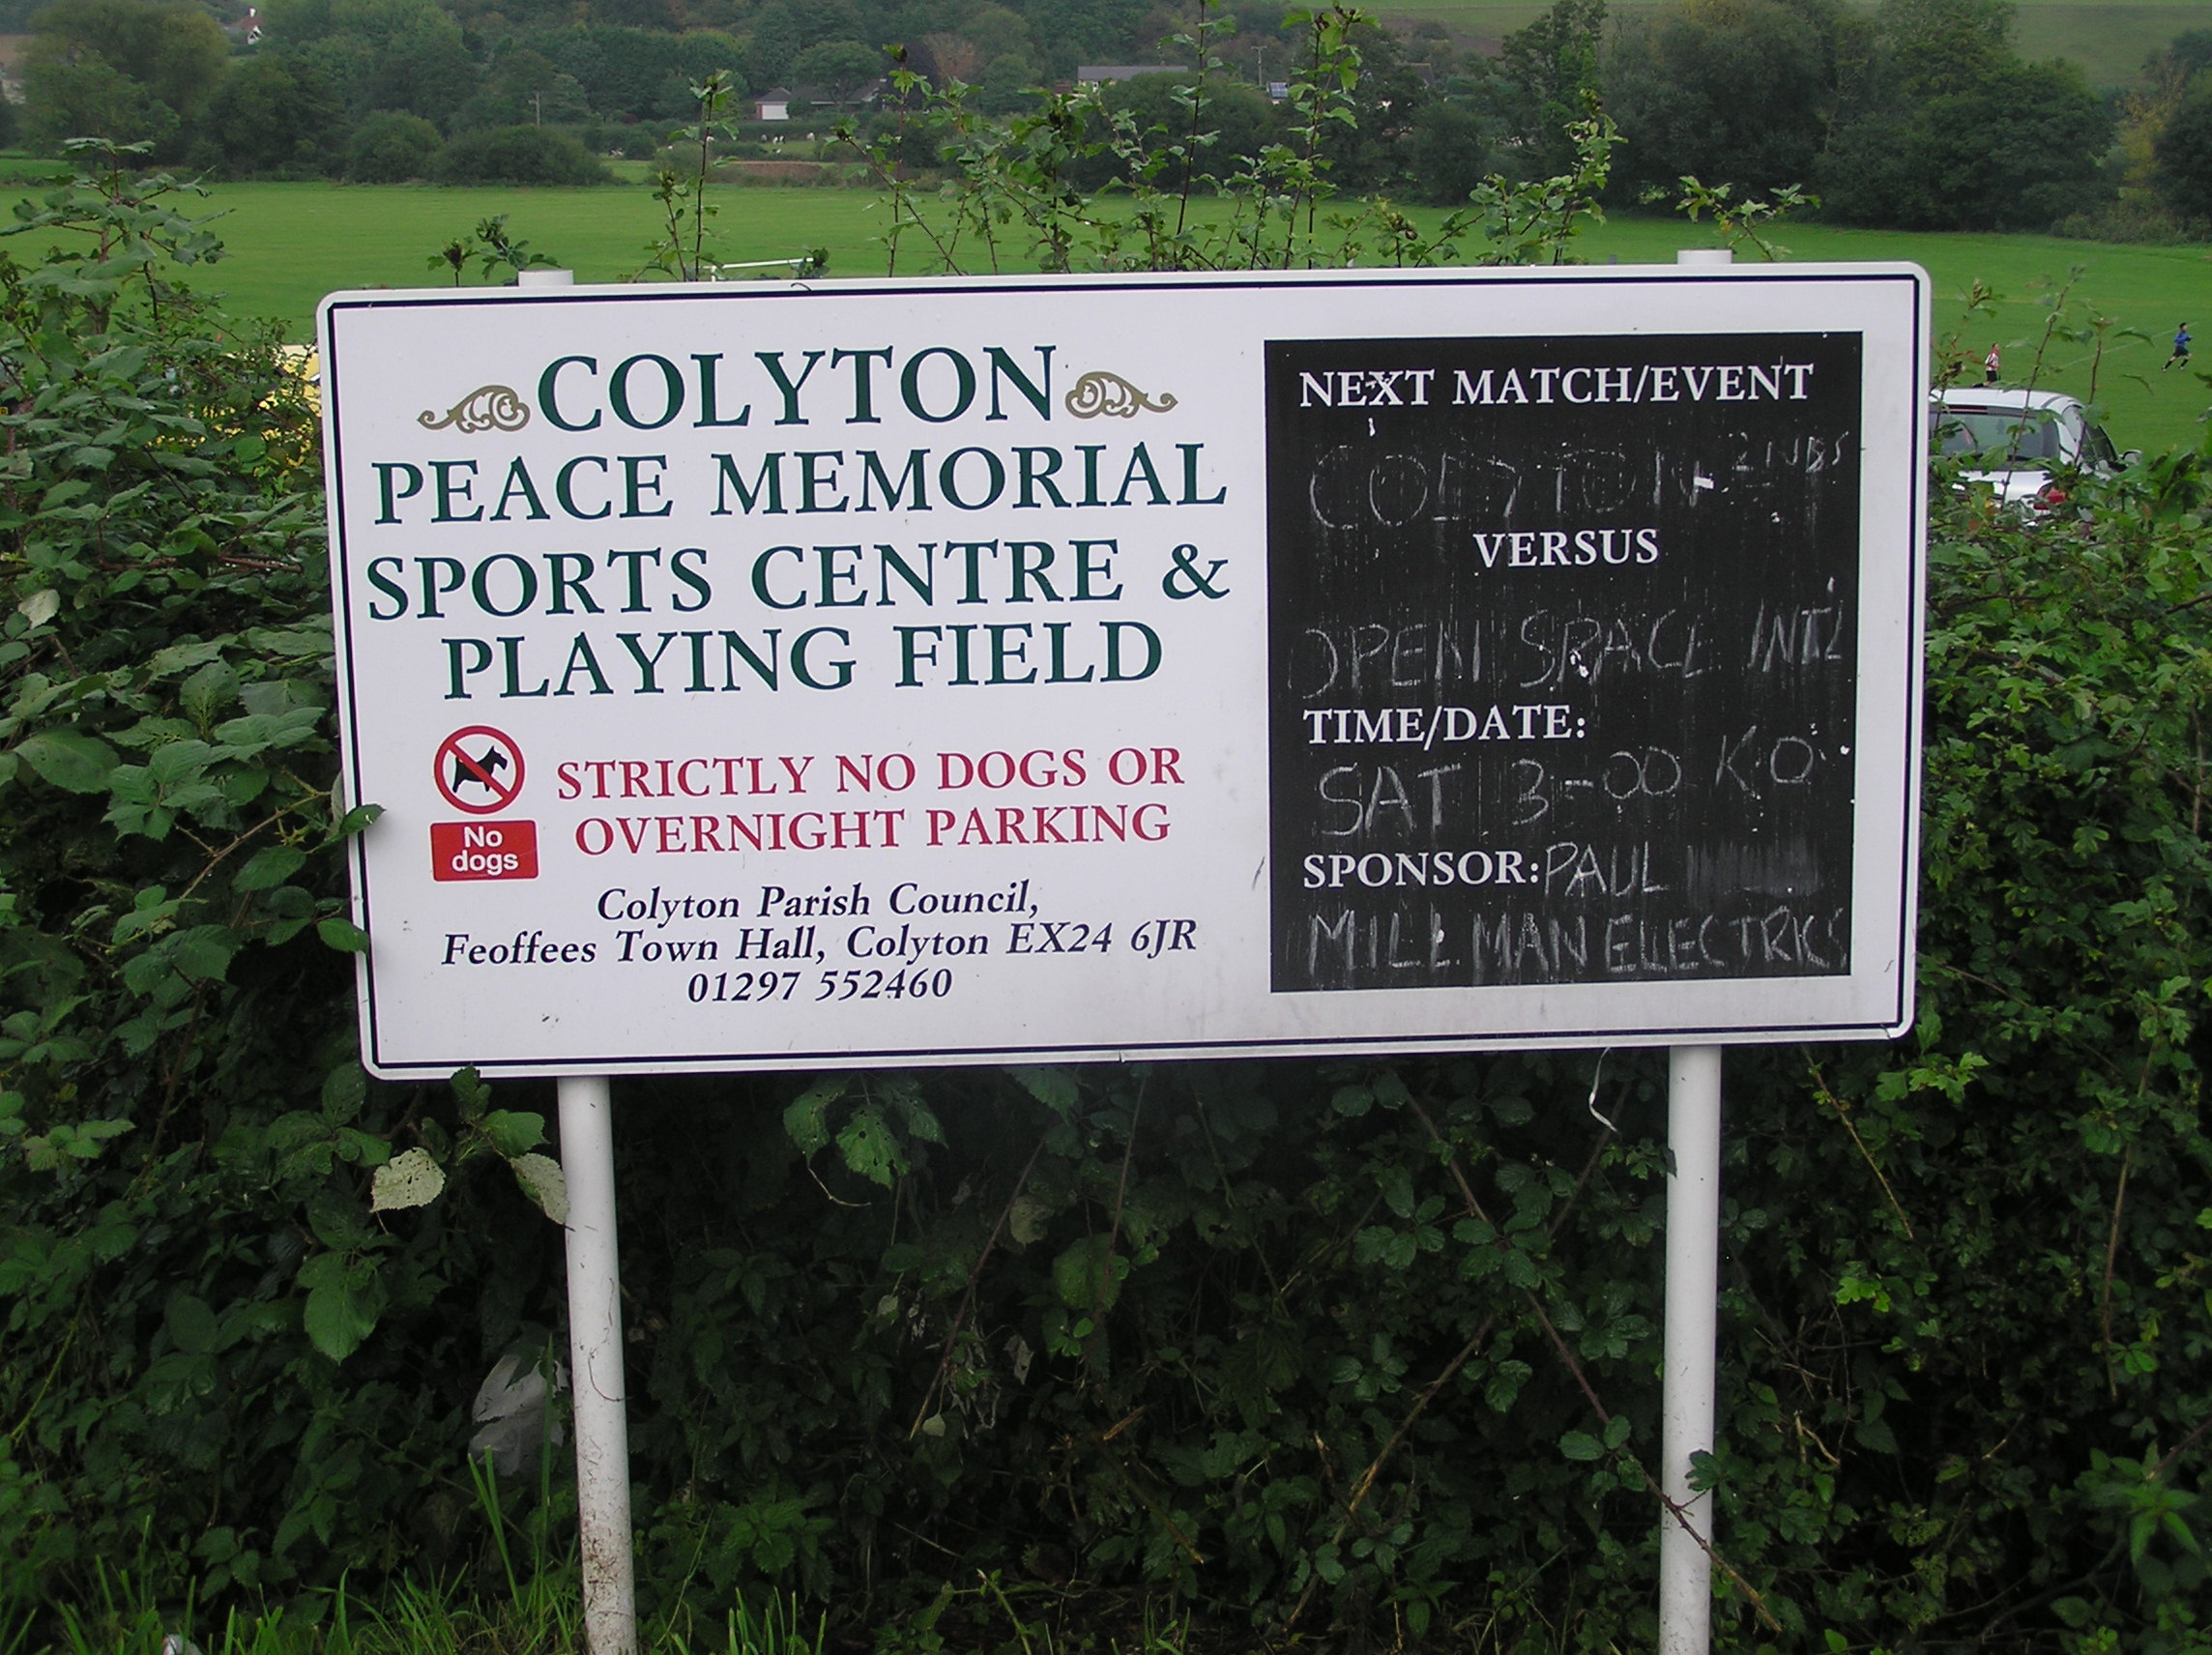 COLYTON
PEACE MEMORIAL
SPORTS CENTRE &
PLAYING FIELD
No
dogs
STRICTLY NO DOGS OR
OVERNIGHT PARKING
Colyton Parish Council,
Feoffees Town Hall, Colyton EX24 6JR
01297 552460
NEXT MATCH/EVENT
COLYTON 2NDS
VERSUS
OPEN SPACE INTL
TIME/DATE:
SAT 3-00 K.O.
SPONSOR: PAUL
MILLMAN ELECTRICS